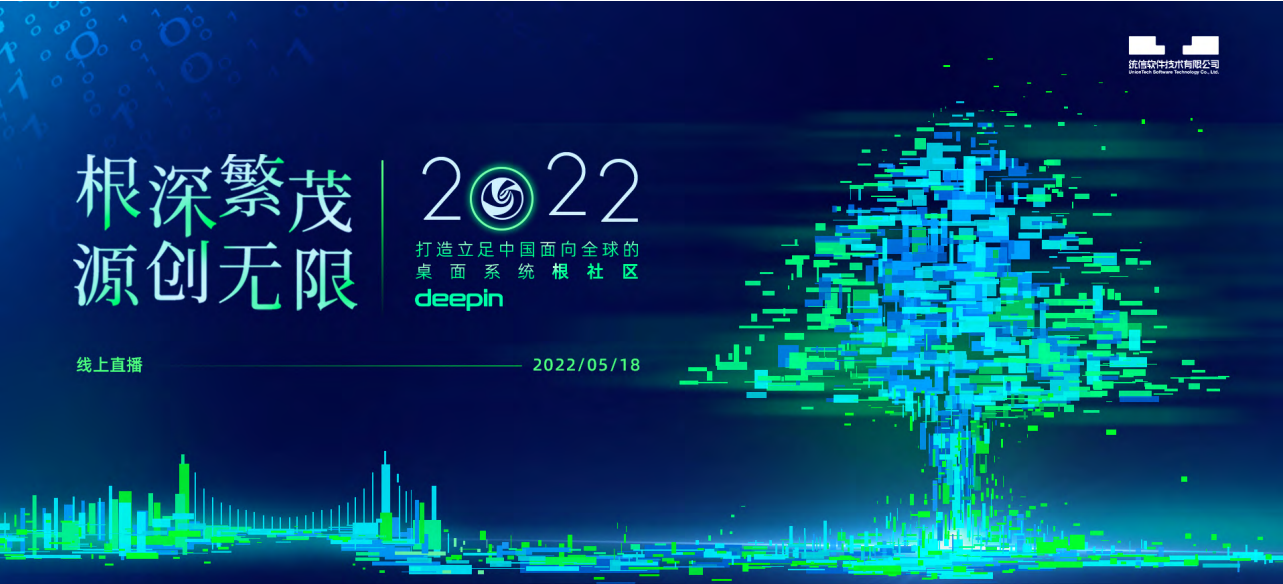 统信软件技术有限公司
UnionTech Software Technology Co., Ltd.
根深繁茂
源创无限
2022
打造立足中国面向全球的
桌面系统根社区
deepin
线上直播
2022/05/18